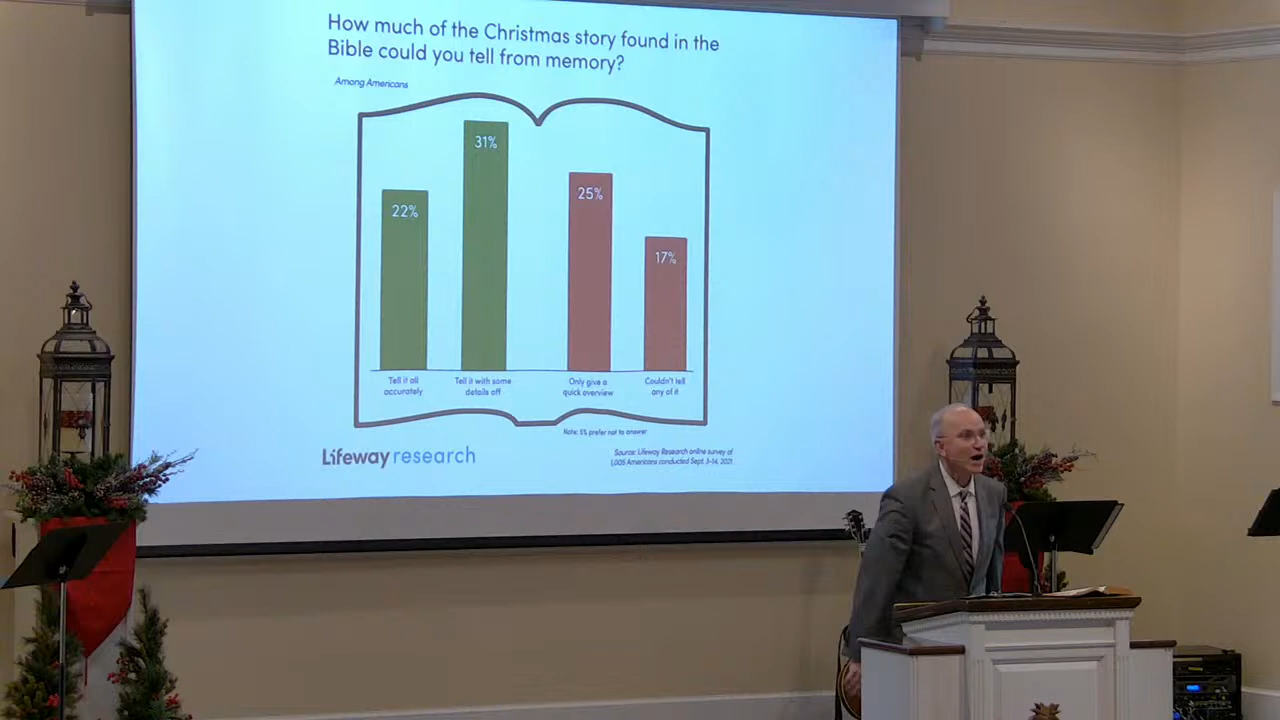 How much of the Christmas story found in the
Bible could you tell from memory?
Among Americans
22%
31%
25%
17%
Tell it all
accurately
Tell it with some
details off
Only give a
quick overview
Couldn't tell
any of it
Note: 5% prefer not to answer
Lifeway research
Source: Lifeway Research online survey of
1,005 Americans conducted Sept. 3-14, 2021